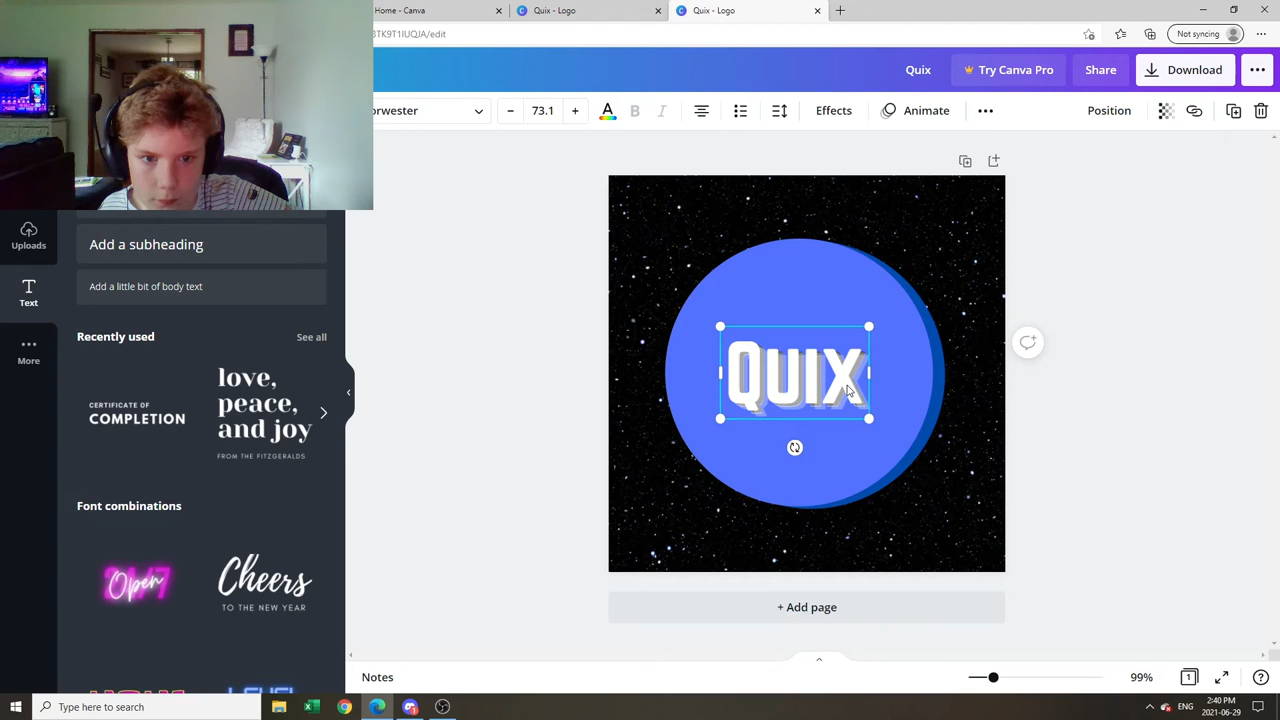 Home - Canva
Quix - Logo
Quix - Logo
3TK9T1IUQJA/edit
Not syncing
Quix
Try Canva Pro
Share
Download
orwester
73.1
A
B
I
Effects
Animate
Position
Uploads
Text
More
Add a subheading
Add a little bit of body text
Recently used
See all
CERTIFICATE OF
COMPLETION
love,
peace,
and joy
FROM THE FITZGERALDS
Font combinations
Open
Cheers
TO THE NEW YEAR
QUIX
+ Add page
Notes
99%
1
Type here to search
ENG
2:40 PM
2021-06-29